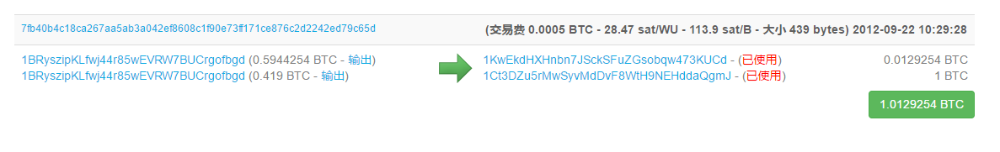 7fb40b4c18ca267aa5ab3a042ef8608c1f90e73ff171ce876c2d2242ed79c65d (交易费 0.0005 BTC - 28.47 sat/WU - 113.9 sat/B - 大小 439 bytes) 2012-09-22 10:29:28
1BRyszipKLfwj44r85wEVRW7BUCrgofbgd (0.5944254 BTC - 输出) 1KwEkdHXHnbn7JSckSFuZGsobqw473KUCd - (已使用) 0.0129254 BTC
1BRyszipKLfwj44r85wEVRW7BUCrgofbgd (0.419 BTC - 输出) 1Ct3DZu5rMwSyvMdDvF8WtH9NEHddaQgmJ - (已使用) 1 BTC
1.0129254 BTC